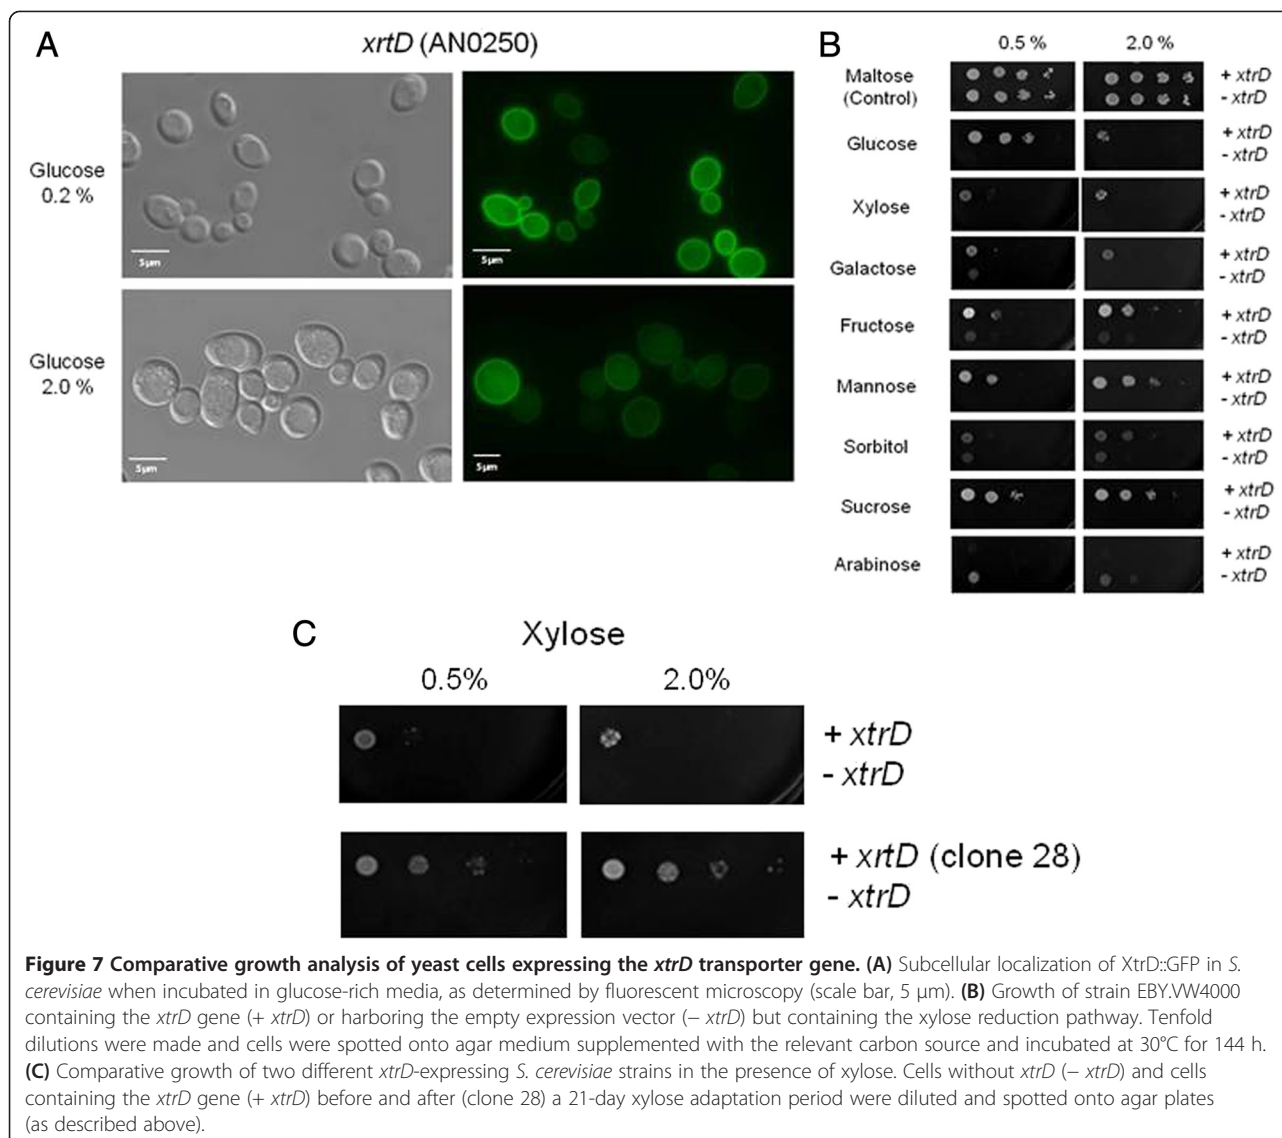 A
xrtD (AN0250)
Glucose
0.2 %
5µm
5µm
Glucose
2.0 %
5µm
5µm
B
0.5 % 2.0 %
Maltose
(Control)
+ xtrD
- xtrD
Glucose
+ xtrD
- xtrD
Xylose
+ xtrD
- xtrD
Galactose
+ xtrD
- xtrD
Fructose
+ xtrD
- xtrD
Mannose
+ xtrD
- xtrD
Sorbitol
+ xtrD
- xtrD
Sucrose
+ xtrD
- xtrD
Arabinose
+ xtrD
- xtrD
C
Xylose
0.5% 2.0%
+ xtrD
- xtrD
+ xrtD (clone 28)
- xtrD
Figure 7 Comparative growth analysis of yeast cells expressing the xtrD transporter gene. (A) Subcellular localization of XtrD::GFP in S.
cerevisiae when incubated in glucose-rich media, as determined by fluorescent microscopy (scale bar, 5 μm). (B) Growth of strain EBY.VW4000
containing the xtrD gene (+ xtrD) or harboring the empty expression vector (− xtrD) but containing the xylose reduction pathway. Tenfold
dilutions were made and cells were spotted onto agar medium supplemented with the relevant carbon source and incubated at 30°C for 144 h.
(C) Comparative growth of two different xtrD-expressing S. cerevisiae strains in the presence of xylose. Cells without xtrD (− xtrD) and cells
containing the xtrD gene (+ xtrD) before and after (clone 28) a 21-day xylose adaptation period were diluted and spotted onto agar plates
(as described above).